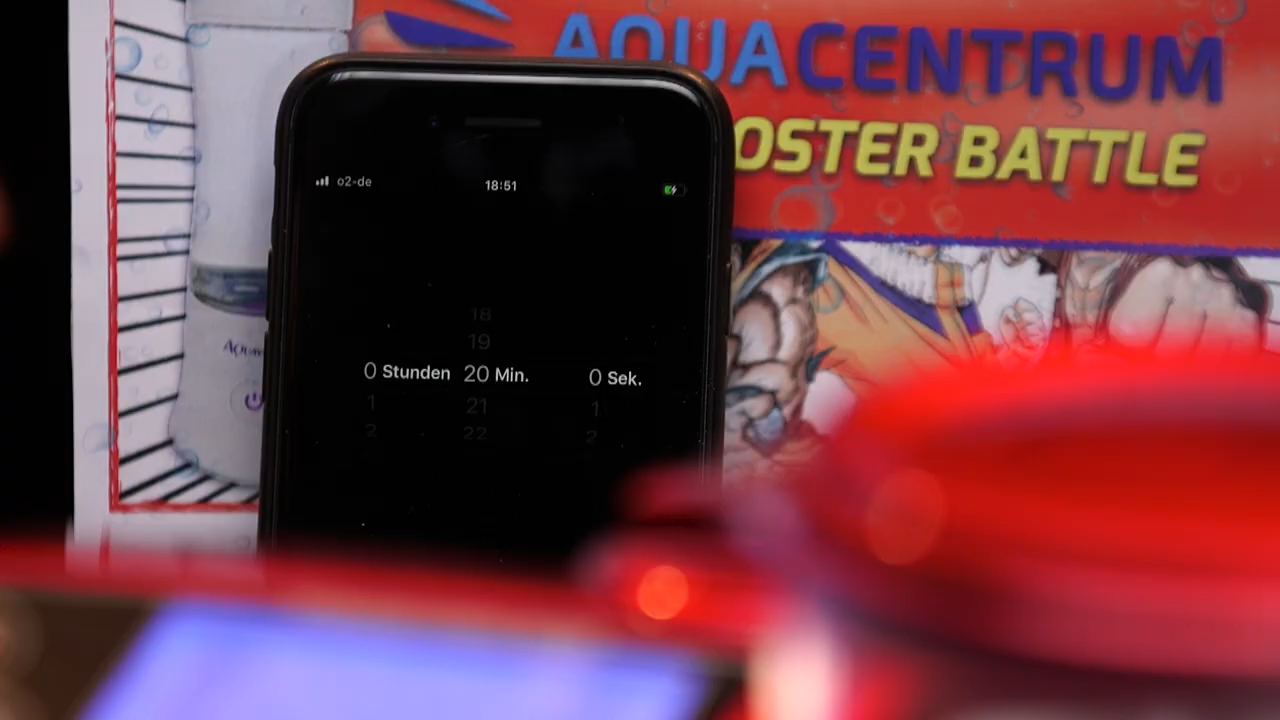 AQUACENTRUM
OSTER BATTLE
o2-de 18:51
18
19
0 Stunden 20 Min. 0 Sek.
1 21 1
2 22 2